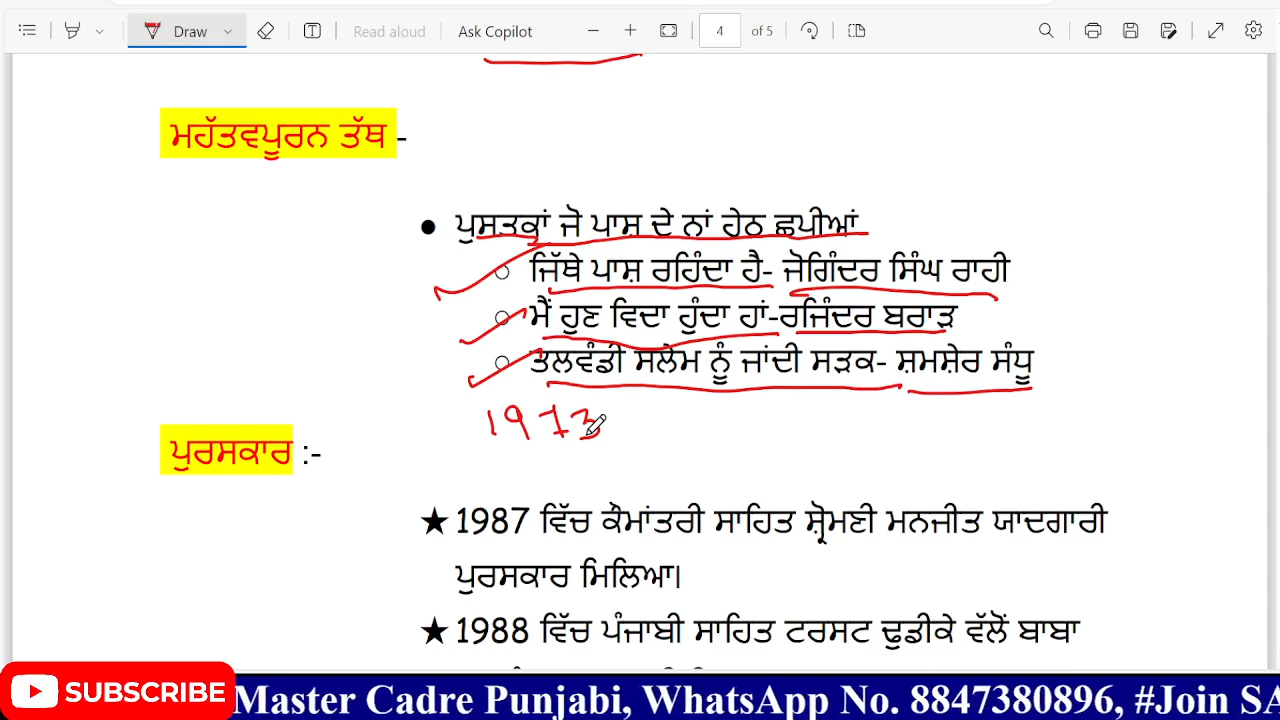 Draw
Read aloud
Ask Copilot
4
of 5
ਮਹੱਤਵਪੂਰਨ ਤੱਥ -
● ਪੁਸਤਕਾਂ ਜੋ ਪਾਸ਼ ਦੇ ਨਾਂ ਹੇਠ ਛਪੀਆਂ
○ ਜਿੱਥੇ ਪਾਸ਼ ਰਹਿੰਦਾ ਹੈ- ਜੋਗਿੰਦਰ ਸਿੰਘ ਰਾਹੀ
○ ਮੈਂ ਹੁਣ ਵਿਦਾ ਹੁੰਦਾ ਹਾਂ-ਰਜਿੰਦਰ ਬਰਾੜ
○ ਤਲਵੰਡੀ ਸਲੇਮ ਨੂੰ ਜਾਂਦੀ ਸੜਕ- ਸ਼ਮਸ਼ੇਰ ਸੰਧੂ
1973
ਪੁਰਸਕਾਰ :-
★ 1987 ਵਿੱਚ ਕੌਮਾਂਤਰੀ ਸਾਹਿਤ ਸ਼੍ਰੋਮਣੀ ਮਨਜੀਤ ਯਾਦਗਾਰੀ
ਪੁਰਸਕਾਰ ਮਿਲਿਆ।
★ 1988 ਵਿੱਚ ਪੰਜਾਬੀ ਸਾਹਿਤ ਟਰਸਟ ਢੁਡੀਕੇ ਵੱਲੋਂ ਬਾਬਾ
SUBSCRIBE
Master Cadre Punjabi, WhatsApp No. 8847380896, #Join SA